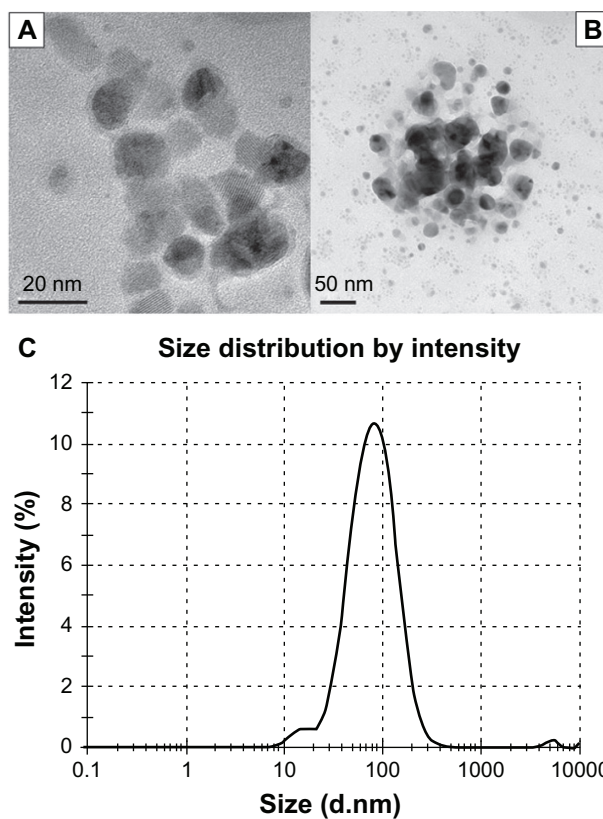 A
B
20 nm
50 nm
C
Size distribution by intensity
12
10
8
6
4
2
0
Intensity (%)
0.1 1 10 100 1000 10000
Size (d.nm)